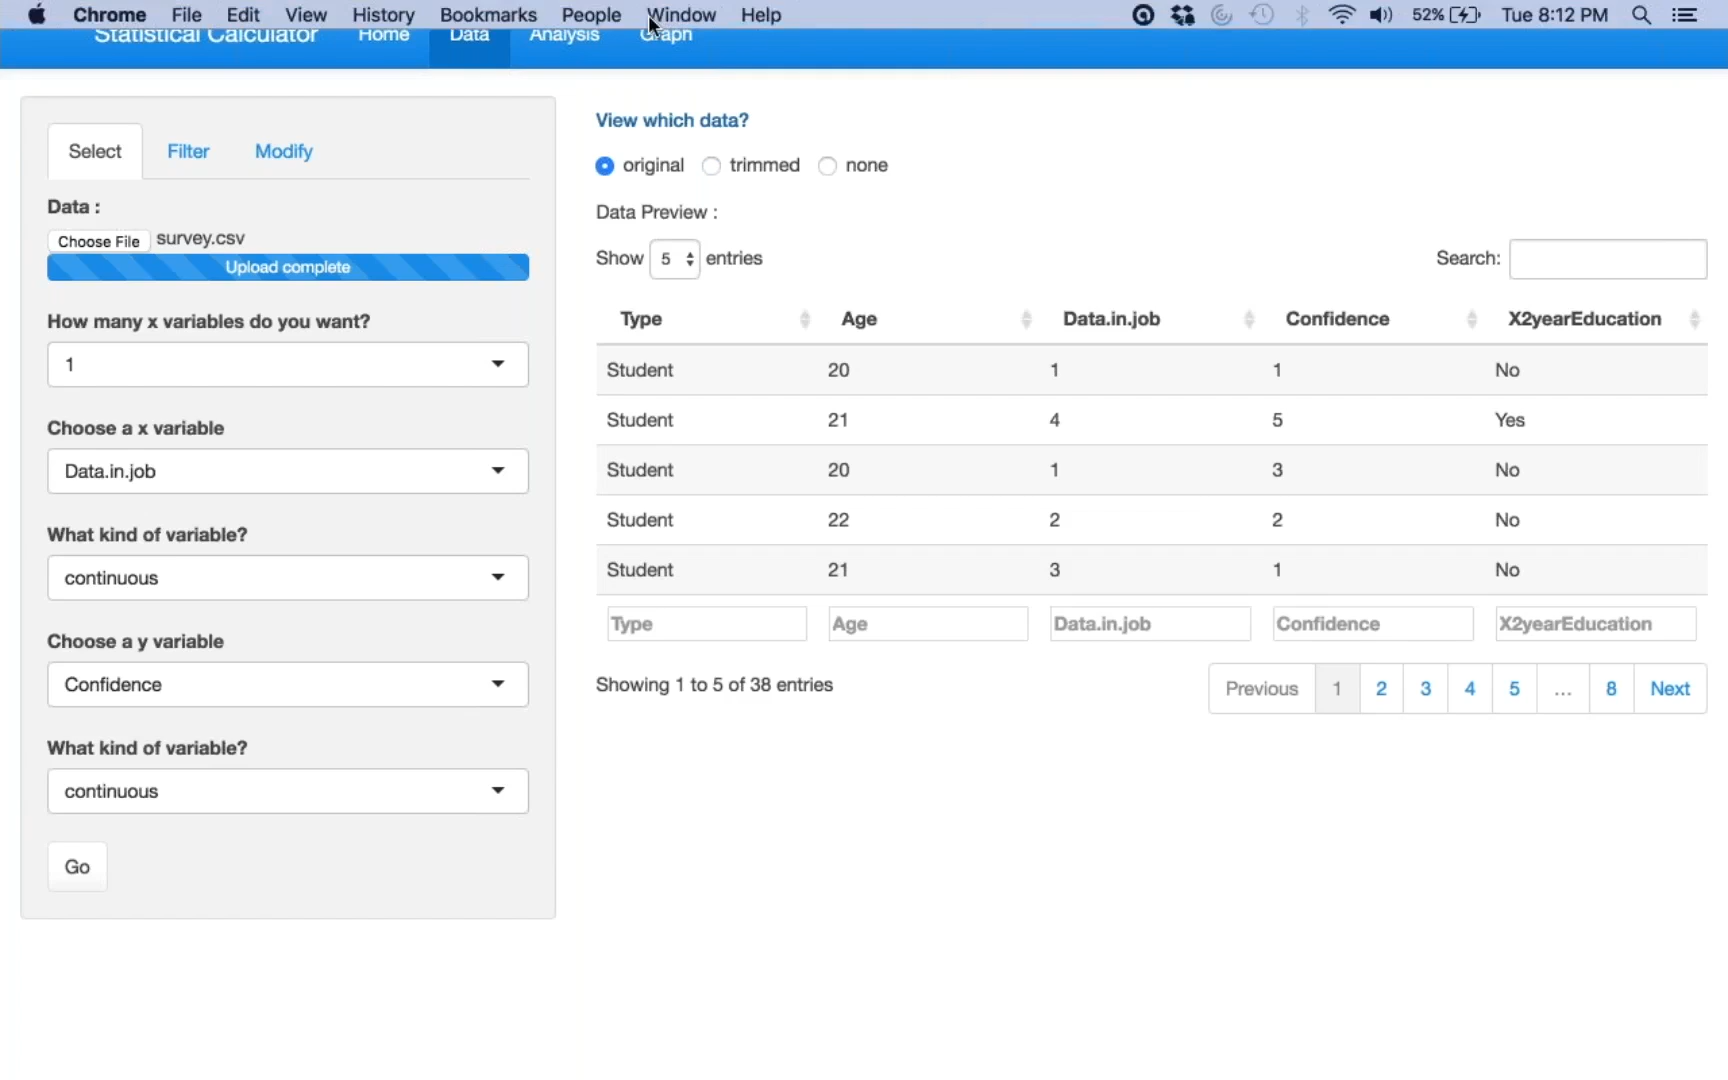 Chrome File Edit View History Bookmarks People Window Help 52% Tue 8:12 PM
Statistical Calculator Home Data Analysis Graph
Select Filter Modify
Data :
Choose File survey.csv
Upload complete
How many x variables do you want?
1
Choose a x variable
Data.in.job
What kind of variable?
continuous
Choose a y variable
Confidence
What kind of variable?
continuous
Go
View which data?
original trimmed none
Data Preview :
Show 5 entries Search:
Type Age Data.in.job Confidence X2yearEducation
Student 20 1 1 No
Student 21 4 5 Yes
Student 20 1 3 No
Student 22 2 2 No
Student 21 3 1 No
Type Age Data.in.job Confidence X2yearEducation
Showing 1 to 5 of 38 entries Previous 1 2 3 4 5 ... 8 Next